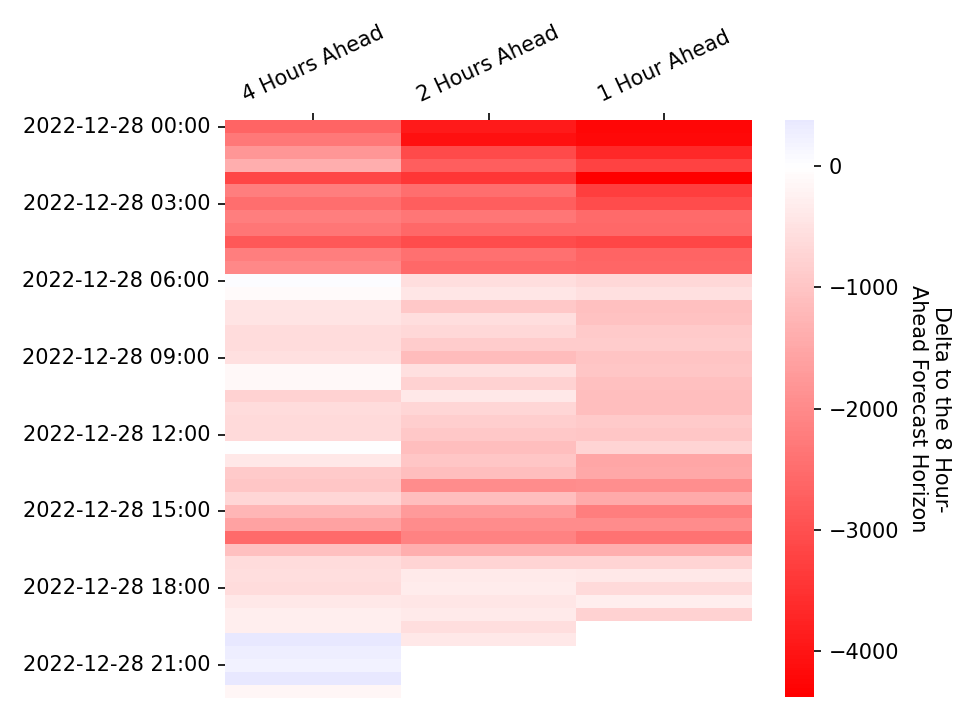 4 Hours Ahead
2 Hours Ahead
1 Hour Ahead
2022-12-28 00:00
2022-12-28 03:00
2022-12-28 06:00
2022-12-28 09:00
2022-12-28 12:00
2022-12-28 15:00
2022-12-28 18:00
2022-12-28 21:00
0
−1000
−2000
−3000
−4000
Delta to the 8 Hour-
Ahead Forecast Horizon